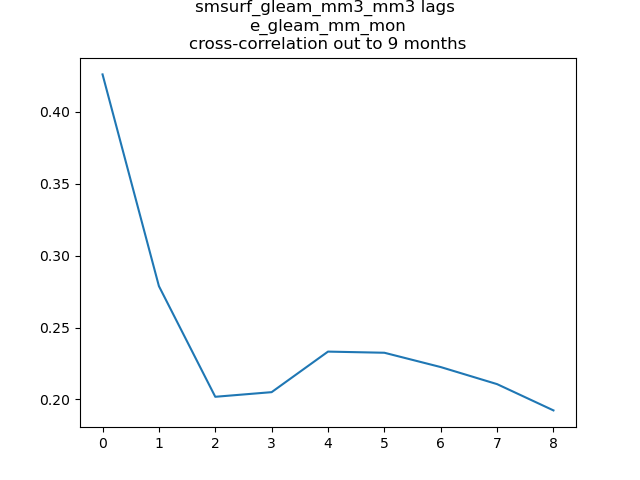 smsurf_gleam_mm3_mm3 lags
e_gleam_mm_mon
cross-correlation out to 9 months
0.40
0.35
0.30
0.25
0.20
0 1 2 3 4 5 6 7 8